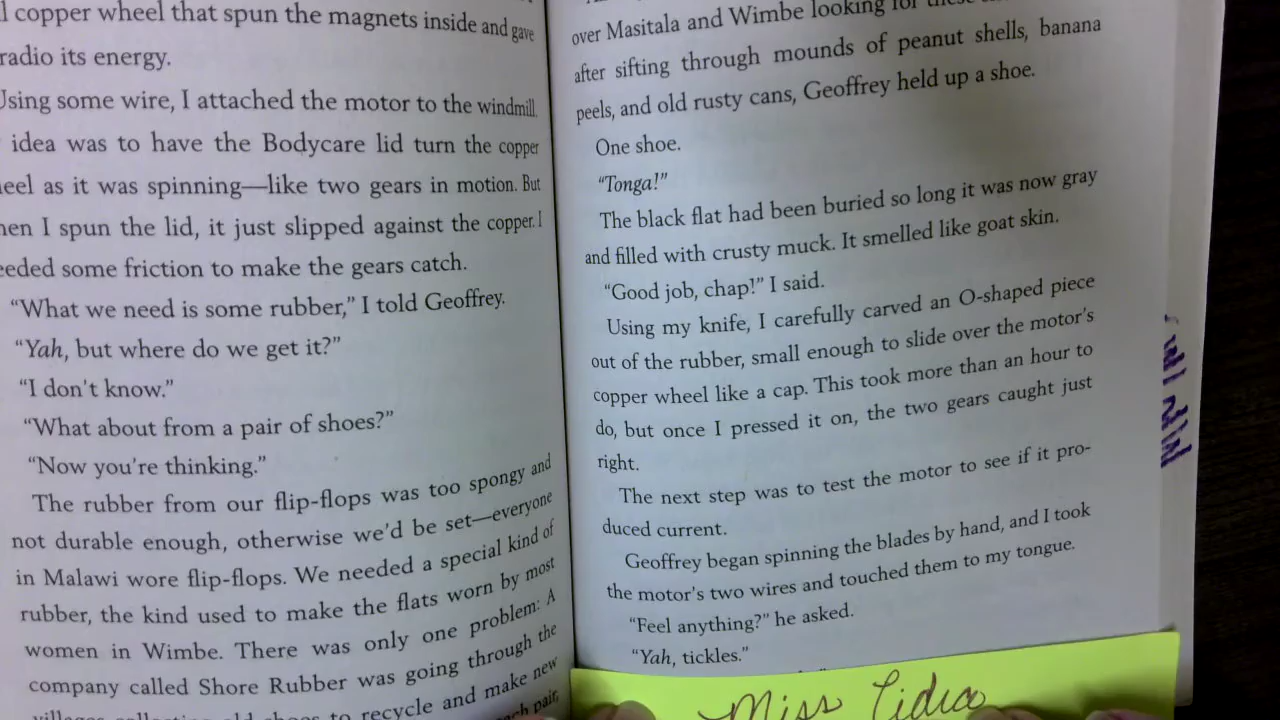 l copper wheel that spun the magnets inside and gave
radio its energy.
Using some wire, I attached the motor to the windmill.
idea was to have the Bodycare lid turn the copper
eel as it was spinning—like two gears in motion. But
hen I spun the lid, it just slipped against the copper. I
eeded some friction to make the gears catch.
“What we need is some rubber,” I told Geoffrey.
“Yah, but where do we get it?”
“I don't know.”
“What about from a pair of shoes?”
“Now you’re thinking.”
The rubber from our flip-flops was too spongy and
not durable enough, otherwise we’d be set—everyone
in Malawi wore flip-flops. We needed a special kind of
rubber, the kind used to make the flats worn by most
women in Wimbe. There was only one problem: A
company called Shore Rubber was going through the
to recycle and make new
pair,
over Masitala and Wimbe looking for
after sifting through mounds of peanut shells, banana
peels, and old rusty cans, Geoffrey held up a shoe.
One shoe.
“Tonga!”
The black flat had been buried so long it was now gray
and filled with crusty muck. It smelled like goat skin.
“Good job, chap!” I said.
Using my knife, I carefully carved an O-shaped piece
out of the rubber, small enough to slide over the motor’s
copper wheel like a cap. This took more than an hour to
do, but once I pressed it on, the two gears caught just
right.
The next step was to test the motor to see if it pro-
duced current.
Geoffrey began spinning the blades by hand, and I took
the motor’s two wires and touched them to my tongue.
“Feel anything?” he asked.
“Yah, tickles.”
Miss Tidico